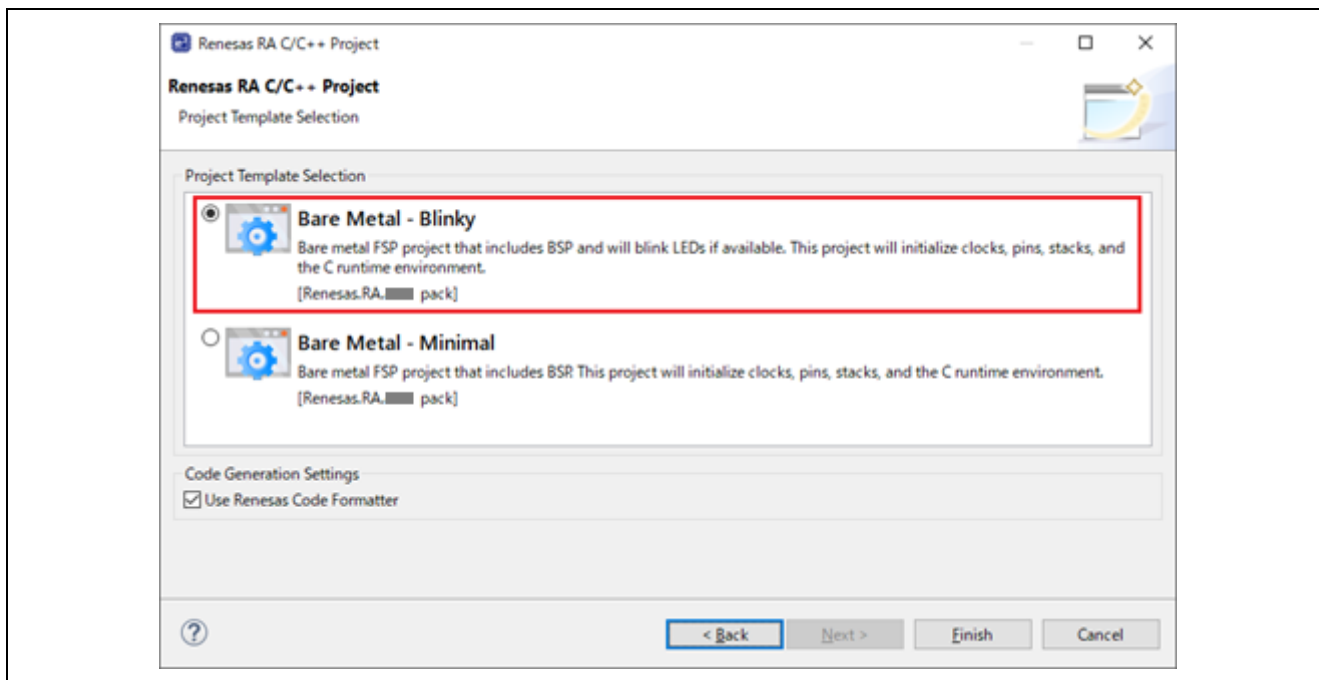 Renesas RA C/C++ Project
Renesas RA C/C++ Project
Project Template Selection
Project Template Selection
Bare Metal - Blinky
Bare metal FSP project that includes BSP and will blink LEDs if available. This project will initialize clocks, pins, stacks, and
the C runtime environment.
[Renesas.RA. pack]
Bare Metal - Minimal
Bare metal FSP project that includes BSP. This project will initialize clocks, pins, stacks, and the C runtime environment.
[Renesas.RA. pack]
Code Generation Settings
Use Renesas Code Formatter
? < Back Next > Finish Cancel